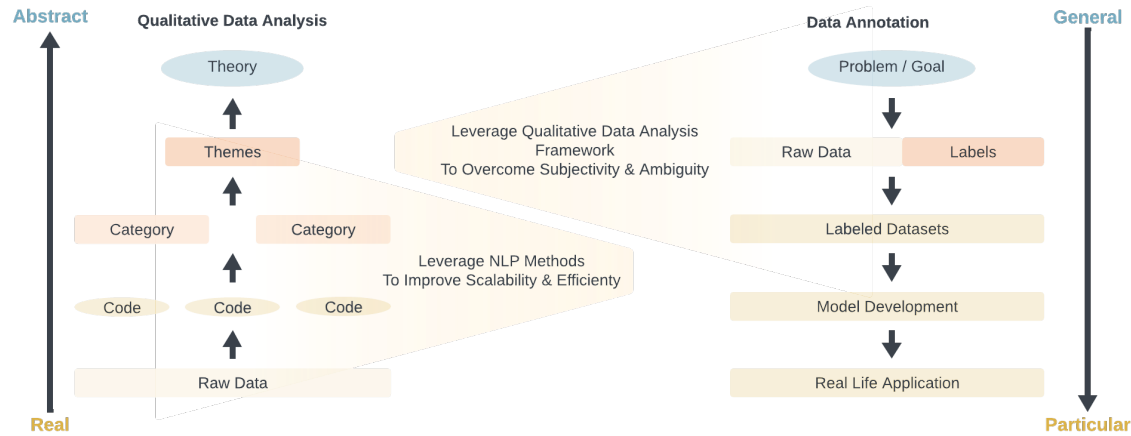 Abstract
Qualitative Data Analysis
Theory
Themes
Category
Category
Code
Code
Code
Raw Data
Real
Leverage Qualitative Data Analysis
Framework
To Overcome Subjectivity & Ambiguity
Leverage NLP Methods
To Improve Scalability & Efficienty
Data Annotation
General
Problem / Goal
Raw Data
Labels
Labeled Datasets
Model Development
Real Life Application
Particular